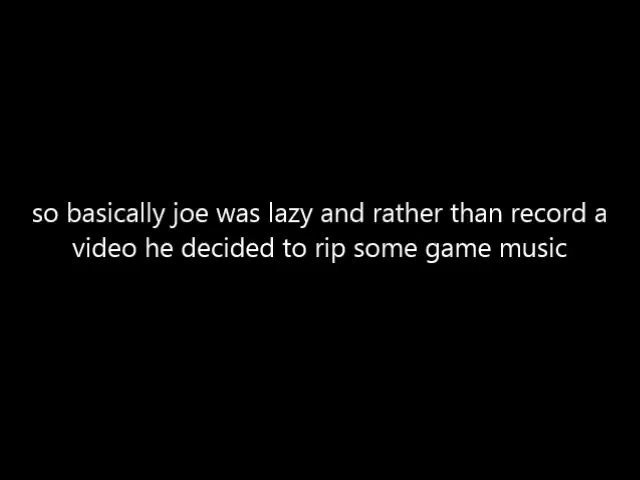 so basically joe was lazy and rather than record a
video he decided to rip some game music